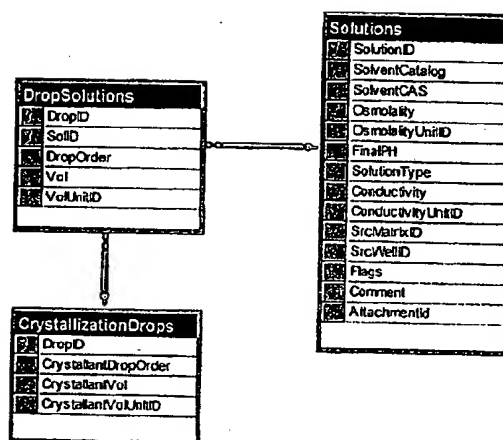 Solutions
SolutionID
SolventCatalog
SolventCAS
Osmolality
OsmolalityUnitID
FinalPH
SolutionType
Conductivity
ConductivityUnitID
SrcMatrixID
SrcWellID
Flags
Comment
AttachmentId
DropSolutions
DropID
SolID
DropOrder
Vol
VolUnitID
CrystallizationDrops
DropID
CrystallantDropOrder
CrystallantVol
CrystallantVolUnitID